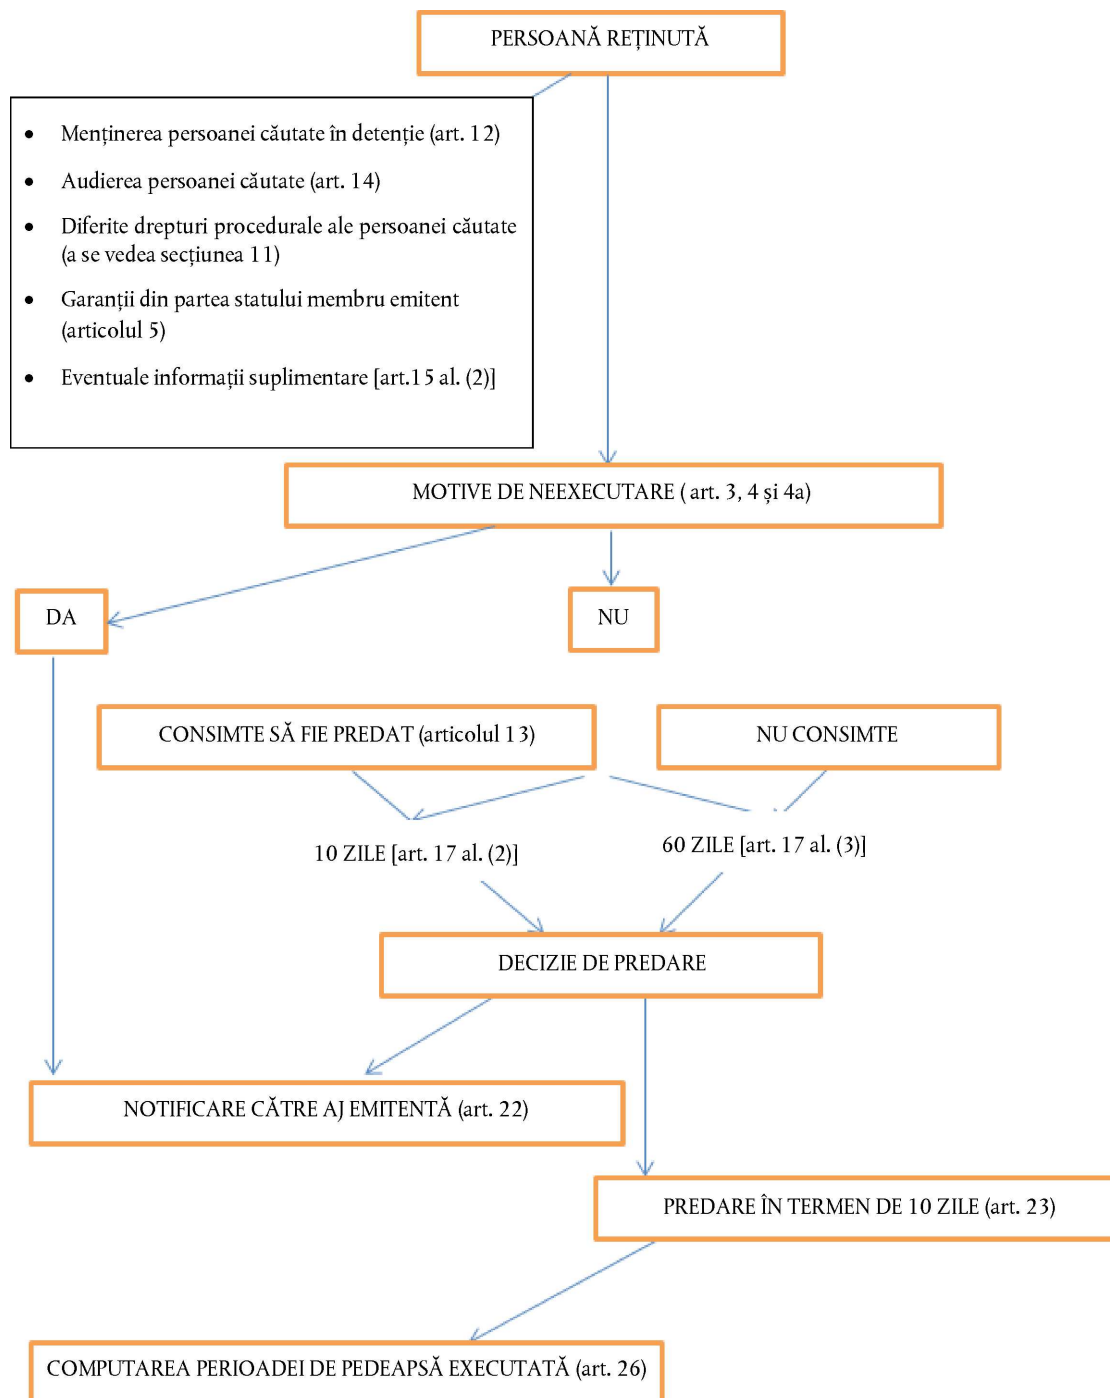 PERSOANĂ REȚINUTĂ
• Menținerea persoanei căutate în detenție (art. 12)
• Audierea persoanei căutate (art. 14)
• Diferite drepturi procedurale ale persoanei căutate
(a se vedea secțiunea 11)
• Garanții din partea statului membru emitent
(articolul 5)
• Eventuale informații suplimentare [art.15 al. (2)]
MOTIVE DE NEEXECUTARE ( art. 3, 4 și 4a)
DA
NU
CONSIMTE SĂ FIE PREDAT (articolul 13)
NU CONSIMTE
10 ZILE [art. 17 al. (2)]
60 ZILE [art. 17 al. (3)]
DECIZIE DE PREDARE
NOTIFICARE CĂTRE AJ EMITENTĂ (art. 22)
PREDARE ÎN TERMEN DE 10 ZILE (art. 23)
COMPUTAREA PERIOADEI DE PEDEAPSĂ EXECUTATĂ (art. 26)